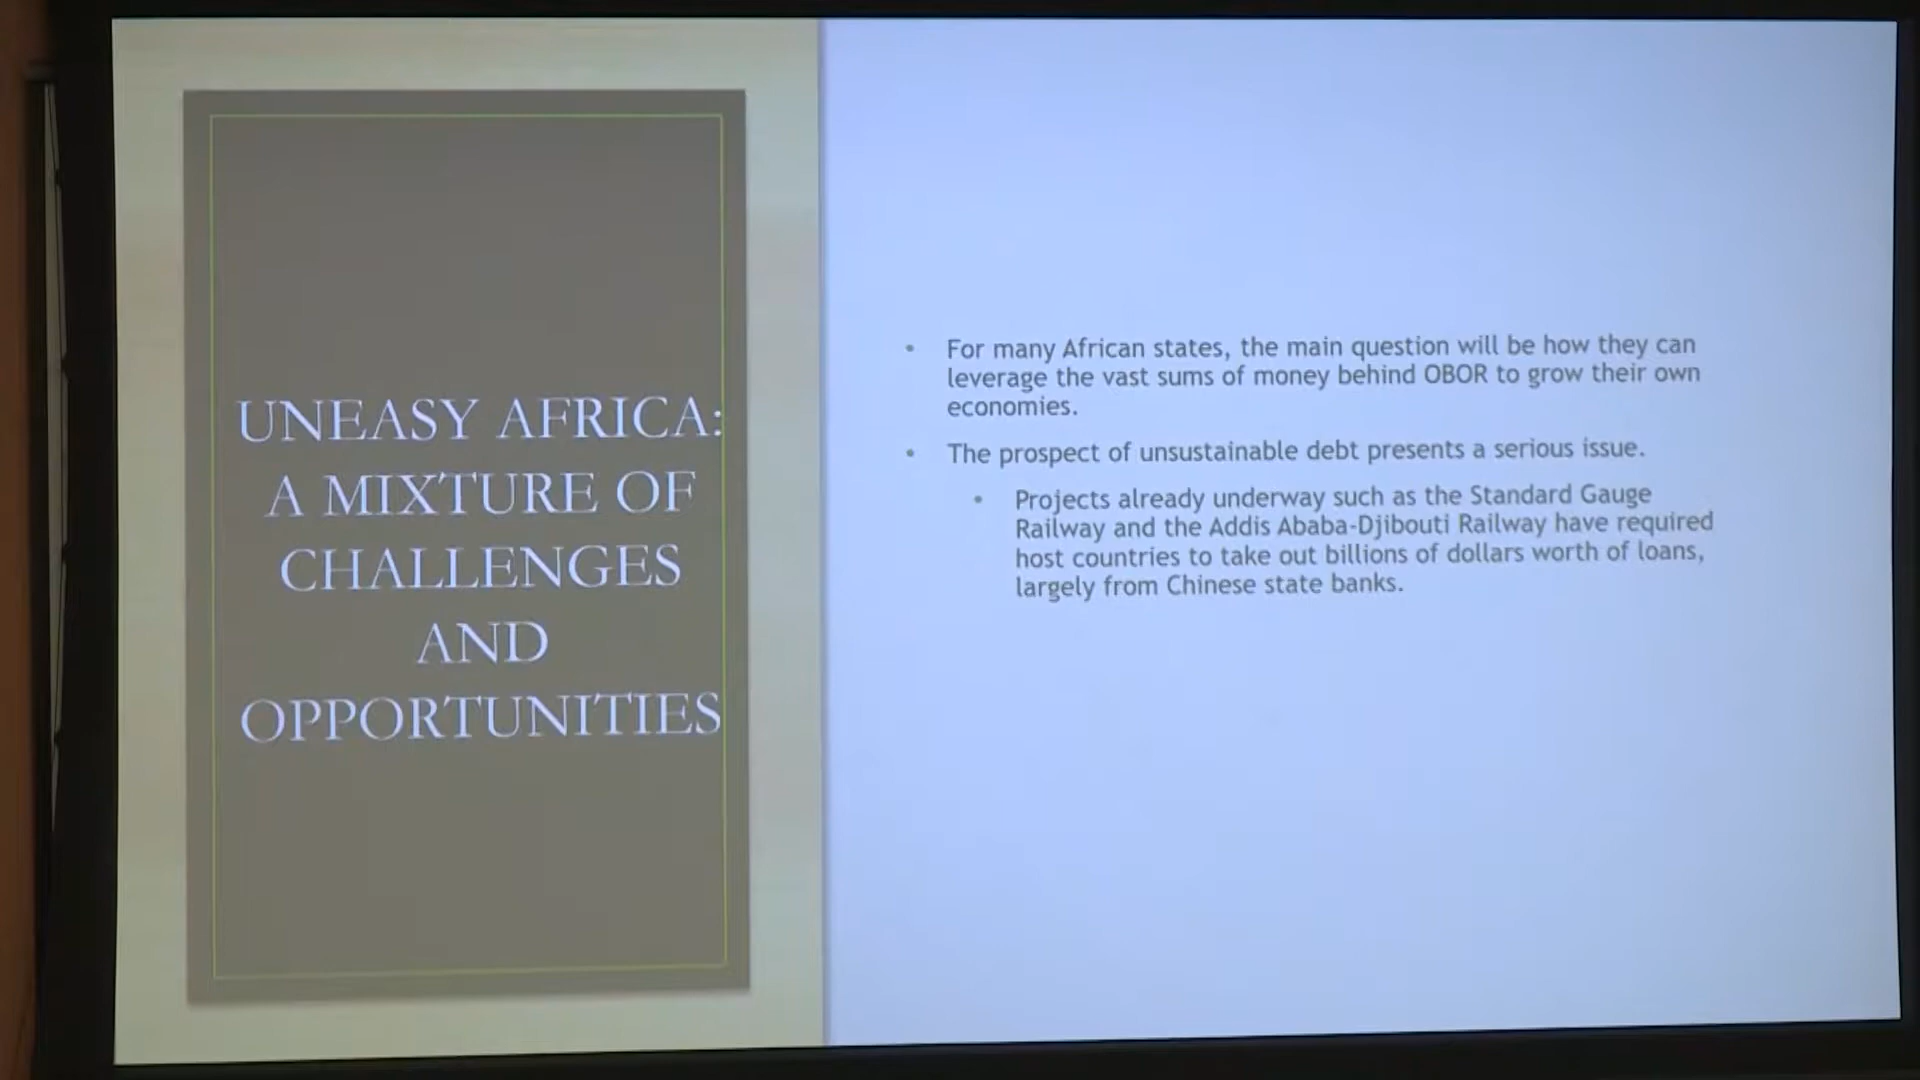 UNEASY AFRICA:
A MIXTURE OF
CHALLENGES
AND
OPPORTUNITIES
• For many African states, the main question will be how they can
leverage the vast sums of money behind OBOR to grow their own
economies.
• The prospect of unsustainable debt presents a serious issue.
• Projects already underway such as the Standard Gauge
Railway and the Addis Ababa-Djibouti Railway have required
host countries to take out billions of dollars worth of loans,
largely from Chinese state banks.